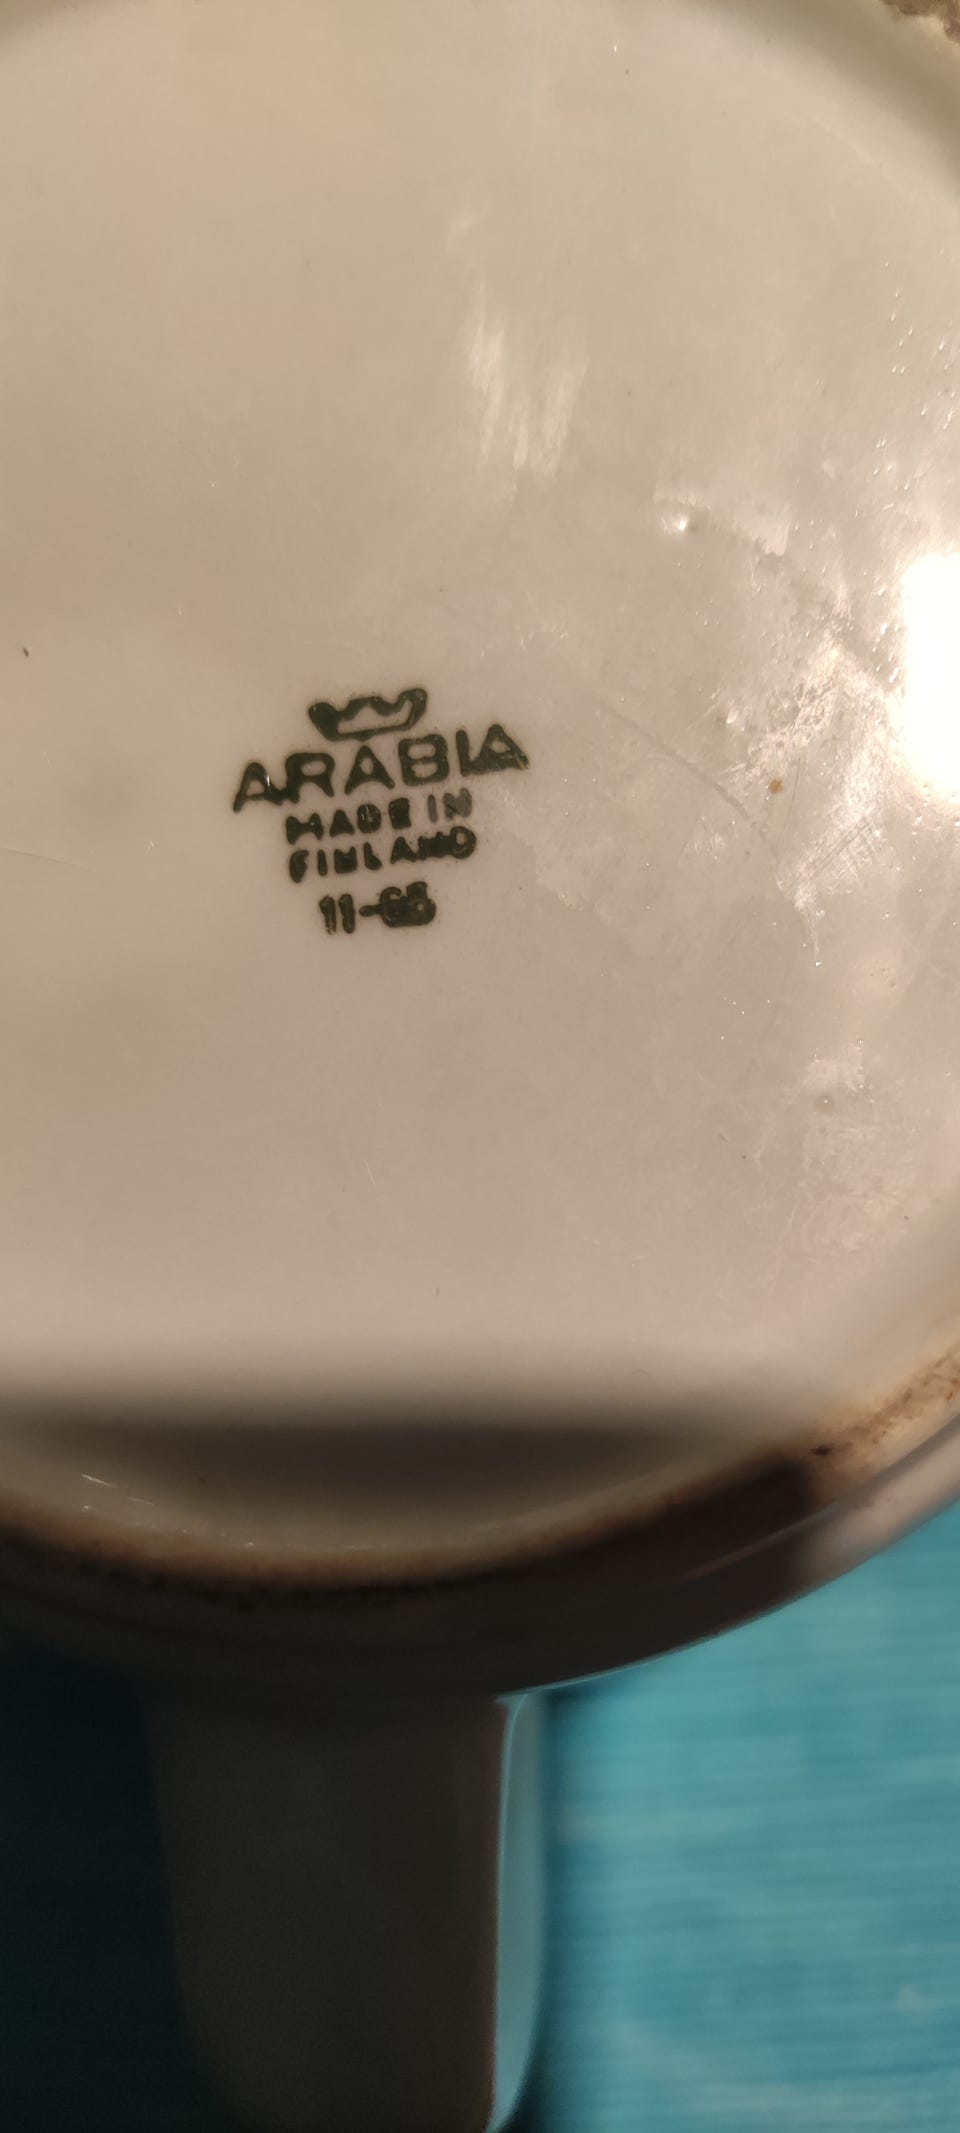 ARABIA
MADE IN
FINLAND
11-65